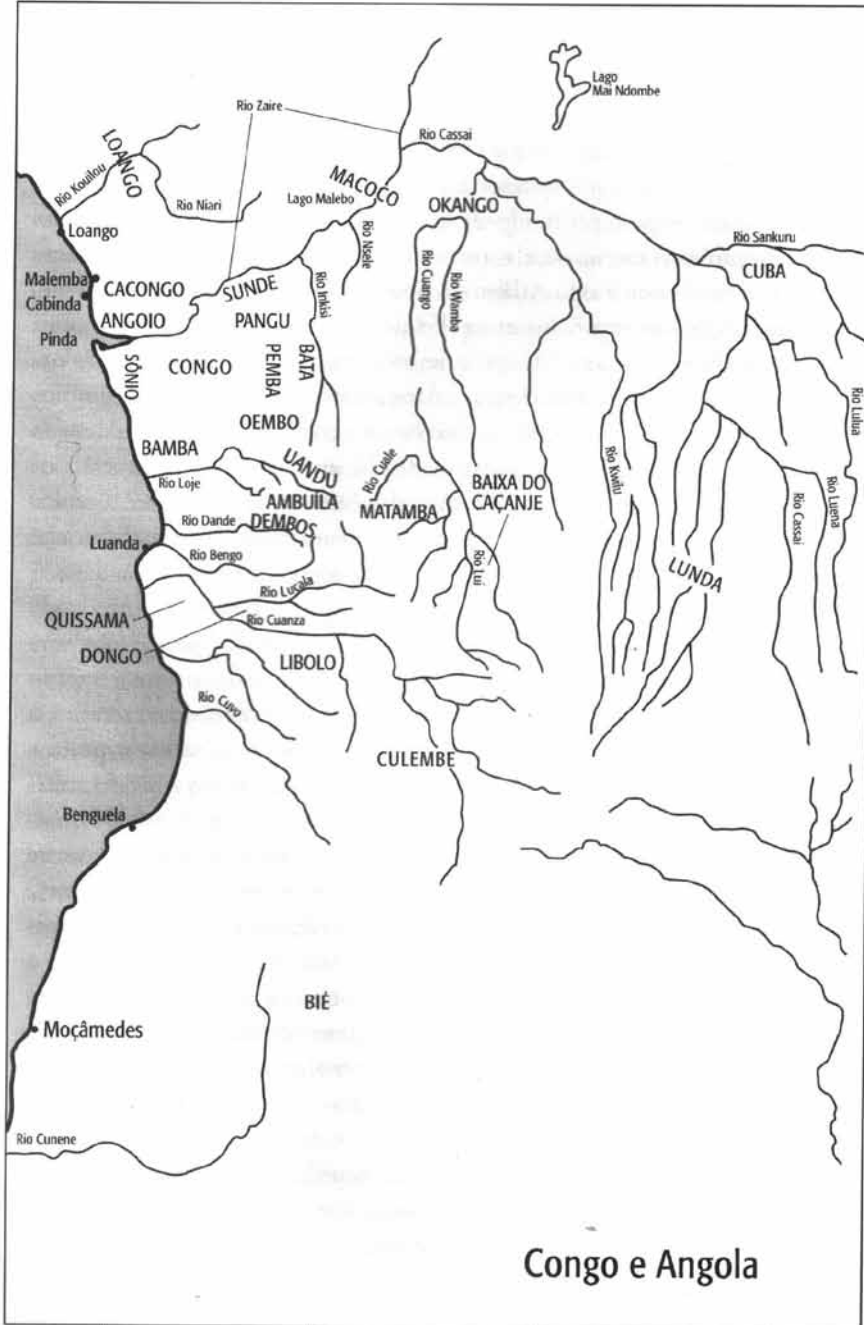 Lago
Mai Ndombe
Rio Zaire
Rio Cassai
LOANGO
Rio Kouilou
Rio Niari
MACOCO
Lago Malebo
OKANGO
Rio Nsele
Loango
Rio Sankuru
CUBA
Malemba
CACONGO
Cabinda
SUNDE
Rio Inkisi
Rio Cuango
Rio Wamba
ANGOIO
PANGU
Pinda
SÔNIO
CONGO
PEMBA
BATA
Rio Lulua
OEMBO
BAMBA
UANDU
Rio Loje
Rio Cuale
BAIXA DO
CAÇANJE
Rio Kwilu
AMBUÍLA
MATAMBA
Rio Dande
DEMBOS
Rio Cassai
Rio Luena
Luanda
Rio Bengo
Rio Lui
LUNDA
Rio Lucala
QUISSAMA
Rio Cuanza
DONGO
LIBOLO
Rio Cuvo
CULEMBE
Benguela
BIÉ
Moçâmedes
Rio Cunene
Congo e Angola